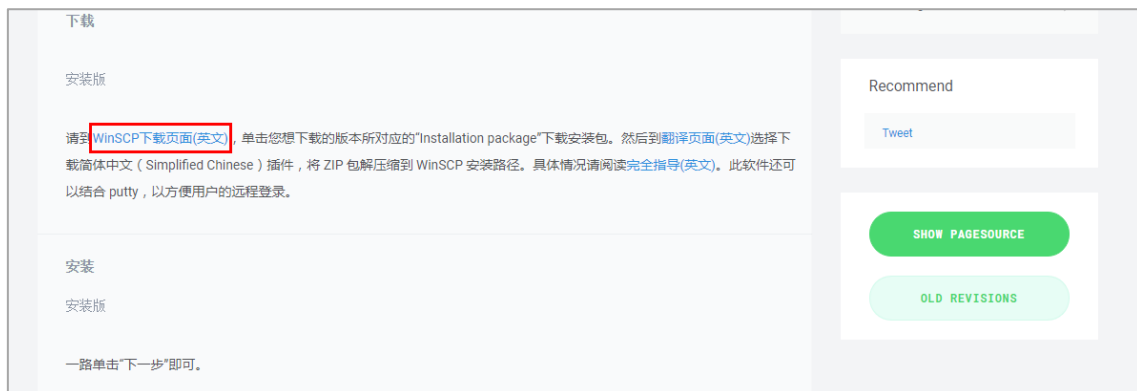 下载
安装版
请到WinSCP下载页面(英文)，单击您想下载的版本所对应的“Installation package”下载安装包。然后到翻译页面(英文)选择下
载简体中文（Simplified Chinese）插件，将 ZIP 包解压缩到 WinSCP 安装路径。具体情况请阅读完全指导(英文)。此软件还可
以结合 putty，以方便用户的远程登录。
安装
安装版
一路单击“下一步”即可。
Recommend
Tweet
SHOW PAGESOURCE
OLD REVISIONS